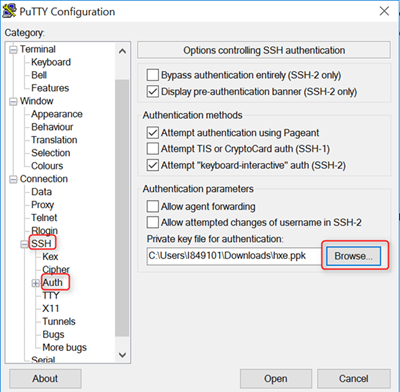 PuTTY Configuration
Category:
Terminal
Keyboard
Bell
Features
Window
Appearance
Behaviour
Translation
Selection
Colours
Connection
Data
Proxy
Telnet
Rlogin
SSH
Kex
Cipher
Auth
TTY
X11
Tunnels
Bugs
More bugs
Serial
Options controlling SSH authentication
Bypass authentication entirely (SSH-2 only)
Display pre-authentication banner (SSH-2 only)
Authentication methods
Attempt authentication using Pageant
Attempt TIS or CryptoCard auth (SSH-1)
Attempt "keyboard-interactive" auth (SSH-2)
Authentication parameters
Allow agent forwarding
Allow attempted changes of username in SSH-2
Private key file for authentication:
C:\Users\I849101\Downloads\hxe.ppk
Browse...
About
Open
Cancel